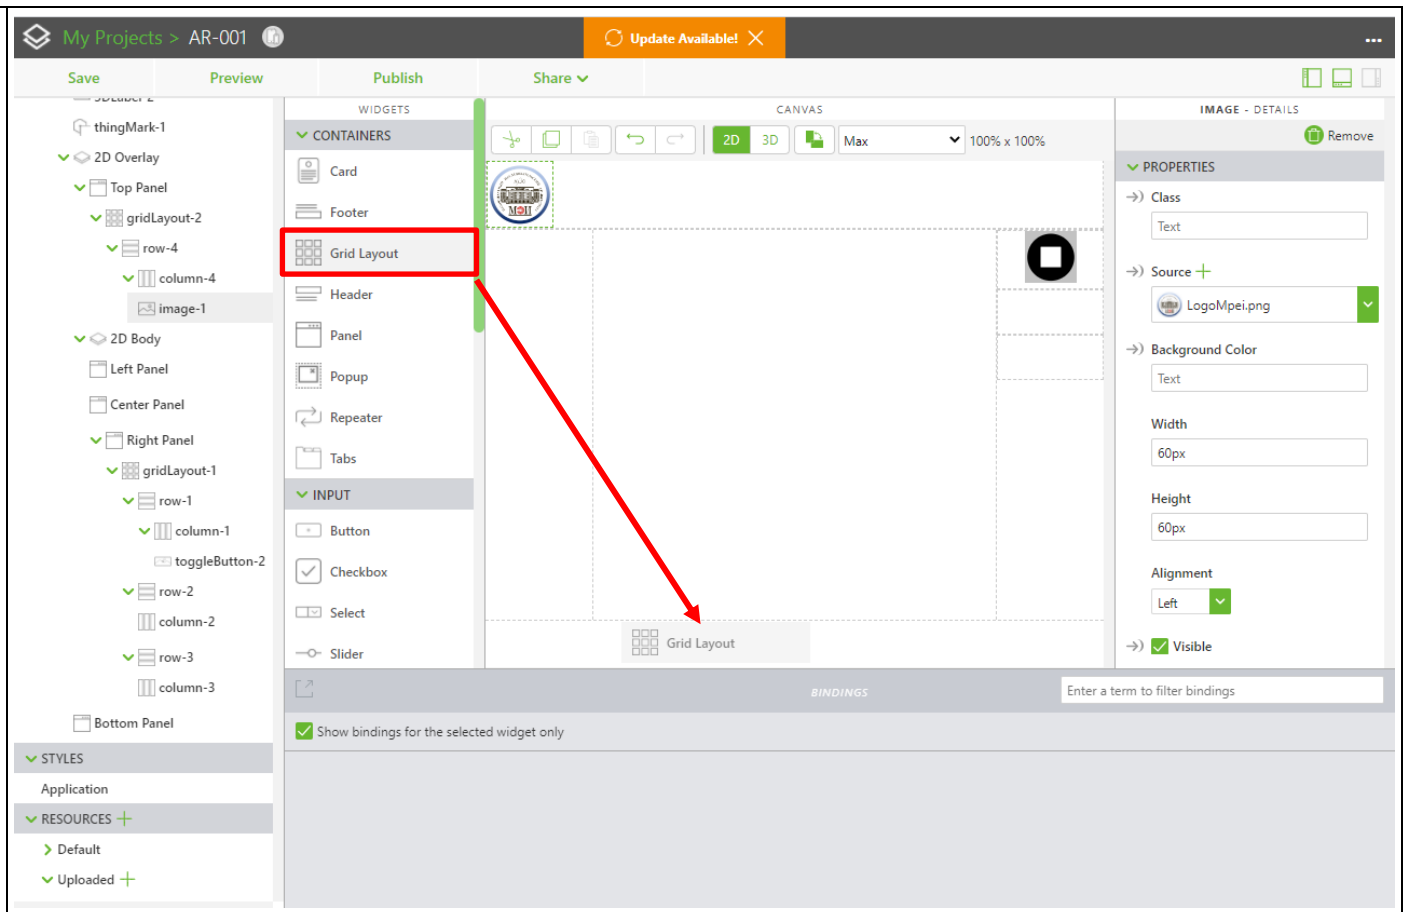 My Projects > AR-001
Update Available!
Save
Preview
Publish
Share
3DLabel-2
thingMark-1
2D Overlay
Top Panel
gridLayout-2
row-4
column-4
image-1
2D Body
Left Panel
Center Panel
Right Panel
gridLayout-1
row-1
column-1
toggleButton-2
row-2
column-2
row-3
column-3
Bottom Panel
STYLES
Application
RESOURCES
Default
Uploaded
WIDGETS
CONTAINERS
Card
Footer
Grid Layout
Header
Panel
Popup
Repeater
Tabs
INPUT
Button
Checkbox
Select
Slider
CANVAS
2D
3D
Max
100% x 100%
МЭИ
Grid Layout
IMAGE - DETAILS
Remove
PROPERTIES
Class
Text
Source
LogoMpei.png
Background Color
Text
Width
60px
Height
60px
Alignment
Left
Visible
BINDINGS
Enter a term to filter bindings
Show bindings for the selected widget only